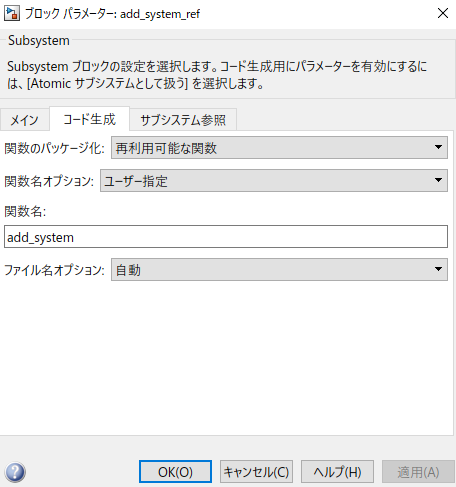 ブロック パラメーター: add_system_ref
Subsystem
Subsystem ブロックの設定を選択します。コード生成用にパラメーターを有効にするに
は、[Atomic サブシステムとして扱う] を選択します。
メイン コード生成 サブシステム参照
関数のパッケージ化: 再利用可能な関数
関数名オプション: ユーザー指定
関数名:
add_system
ファイル名オプション: 自動
OK(O) キャンセル(C) ヘルプ(H) 適用(A)